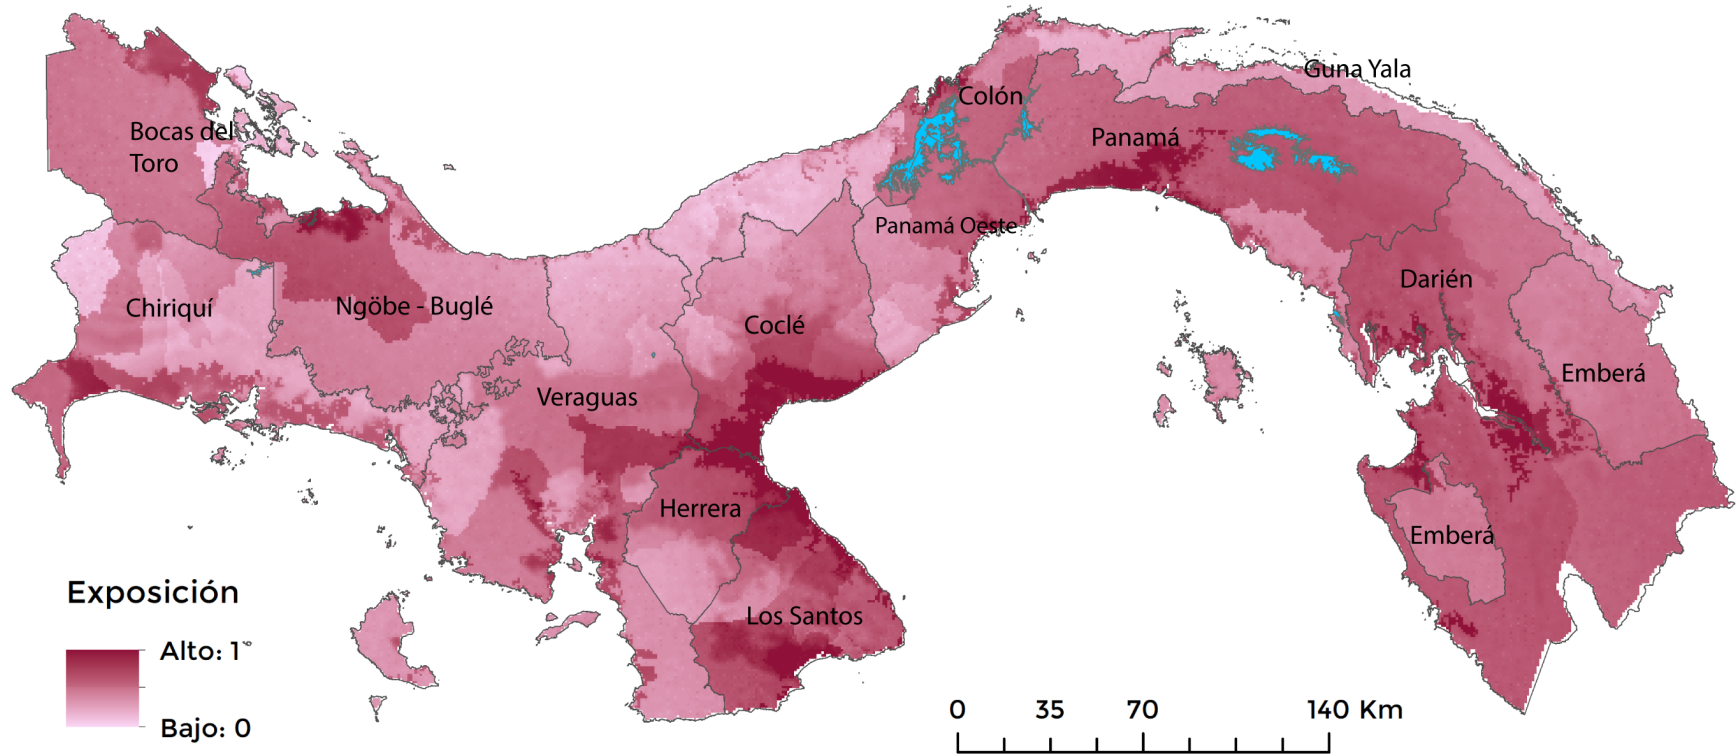 Guna Yala
Colón
Bocas del
Toro
Panamá
Panamá Oeste
Darién
Chiriquí
Ngöbe - Buglé
Coclé
Emberá
Veraguas
Herrera
Emberá
Los Santos
Exposición
Alto: 1
Bajo: 0
0 35 70 140 Km